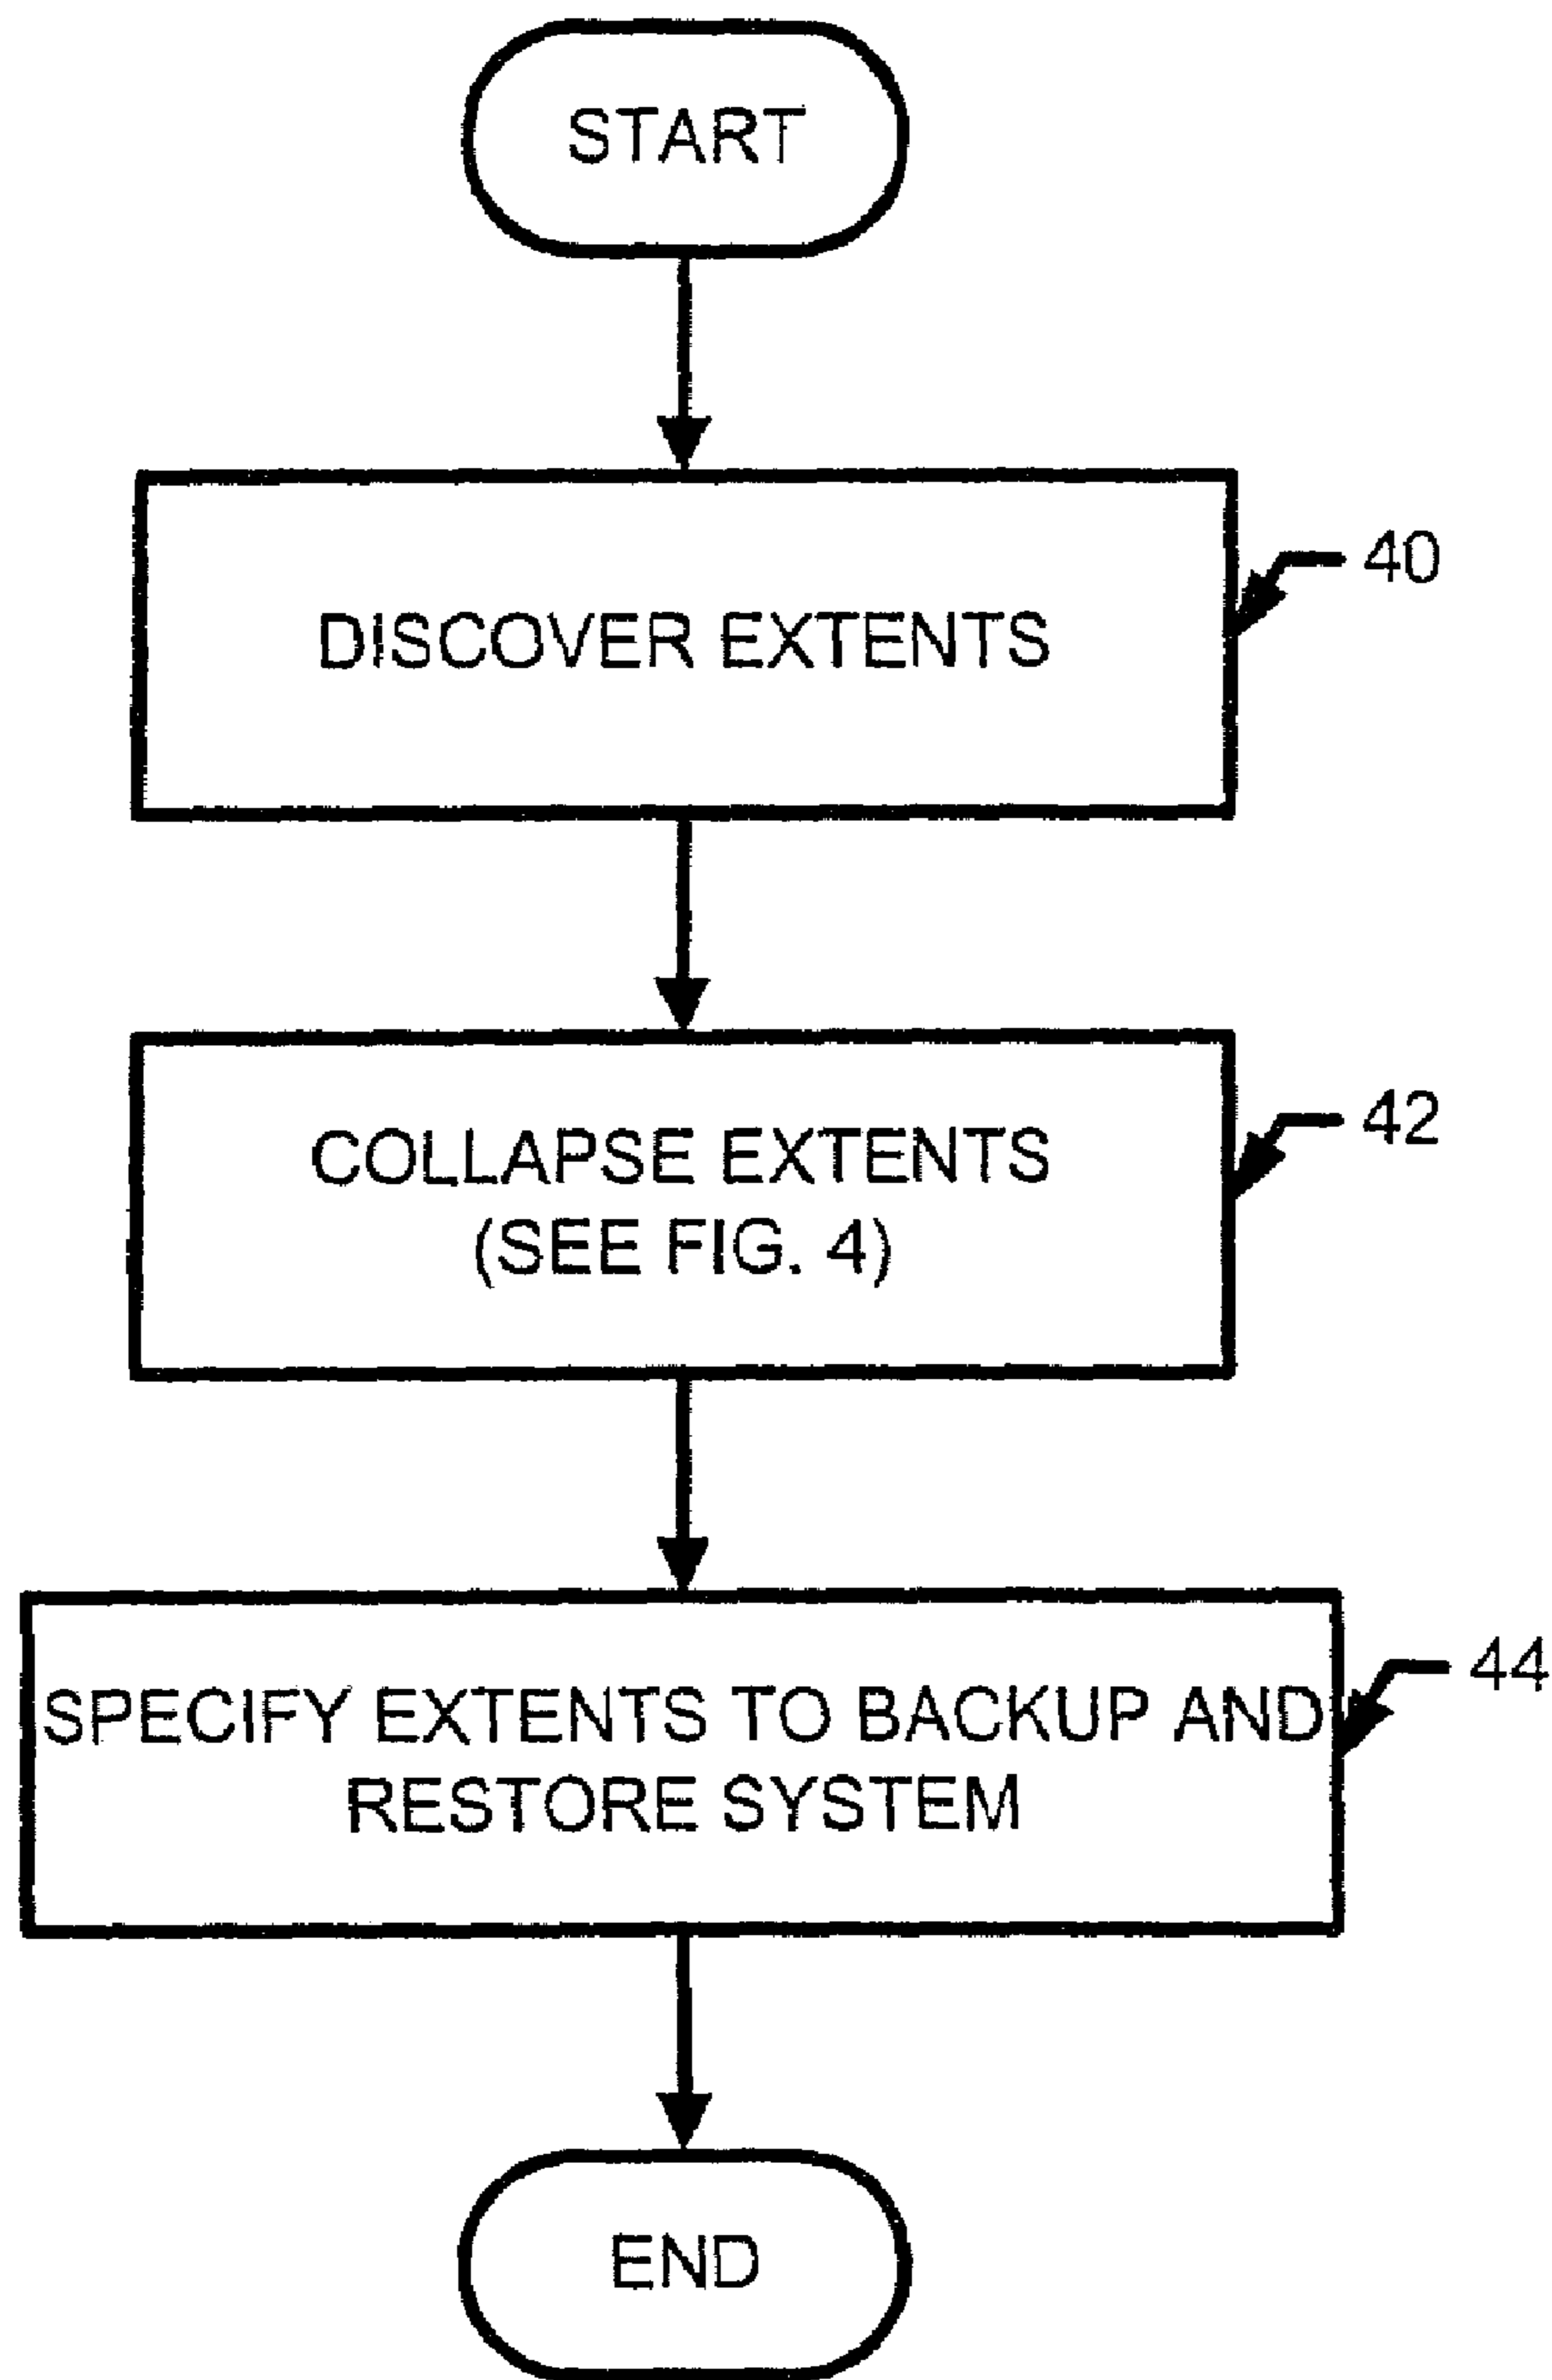 START
DISCOVER EXTENTS
40
COLLAPSE EXTENTS
(SEE FIG. 4)
42
SPECIFY EXTENTS TO BACKUP AND
RESTORE SYSTEM
44
END